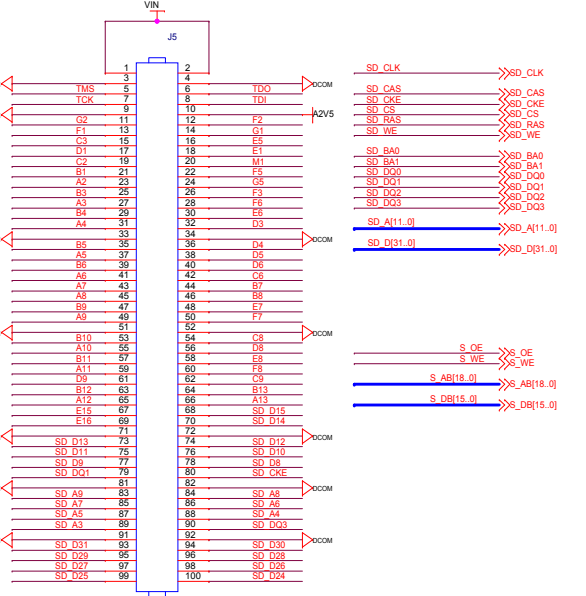 VIN
J5
1 2 SD_CLK SD_CLK
3 4 DCOM
TMS 5 6 TDO SD_CAS SD_CAS
TCK 7 8 TDI SD_CKE SD_CKE
9 10 A2V5 SD_CS SD_CS
G2 11 12 F2 SD_RAS SD_RAS
F1 13 14 G1 SD_WE SD_WE
C3 15 16 E5
D1 17 18 E1 SD_BA0 SD_BA0
C2 19 20 M1 SD_BA1 SD_BA1
B1 21 22 F5 SD_DQ0 SD_DQ0
A2 23 24 G5 SD_DQ1 SD_DQ1
B3 25 26 F3 SD_DQ2 SD_DQ2
A3 27 28 F6 SD_DQ3 SD_DQ3
B4 29 30 E6
A4 31 32 D3 SD_A[11..0] SD_A[11..0]
33 34 DCOM
B5 35 36 D4 SD_D[31..0] SD_D[31..0]
A5 37 38 D5
B6 39 40 D6
A6 41 42 C6
A7 43 44 B7
A8 45 46 B8
B9 47 48 E7
A9 49 50 F7
51 52 DCOM
B10 53 54 C8
A10 55 56 D8 S_OE S_OE
B11 57 58 E8 S_WE S_WE
A11 59 60 F8
D9 61 62 C9 S_AB[18..0] S_AB[18..0]
B12 63 64 B13
A12 65 66 A13 S_DB[15..0] S_DB[15..0]
E15 67 68 SD_D15
E16 69 70 SD_D14
71 72 DCOM
SD_D13 73 74 SD_D12
SD_D11 75 76 SD_D10
SD_D9 77 78 SD_D8
SD_DQ1 79 80 SD_CKE
81 82 DCOM
SD_A9 83 84 SD_A8
SD_A7 85 86 SD_A6
SD_A5 87 88 SD_A4
SD_A3 89 90 SD_DQ3
91 92 DCOM
SD_D31 93 94 SD_D30
SD_D29 95 96 SD_D28
SD_D27 97 98 SD_D26
SD_D25 99 100 SD_D24